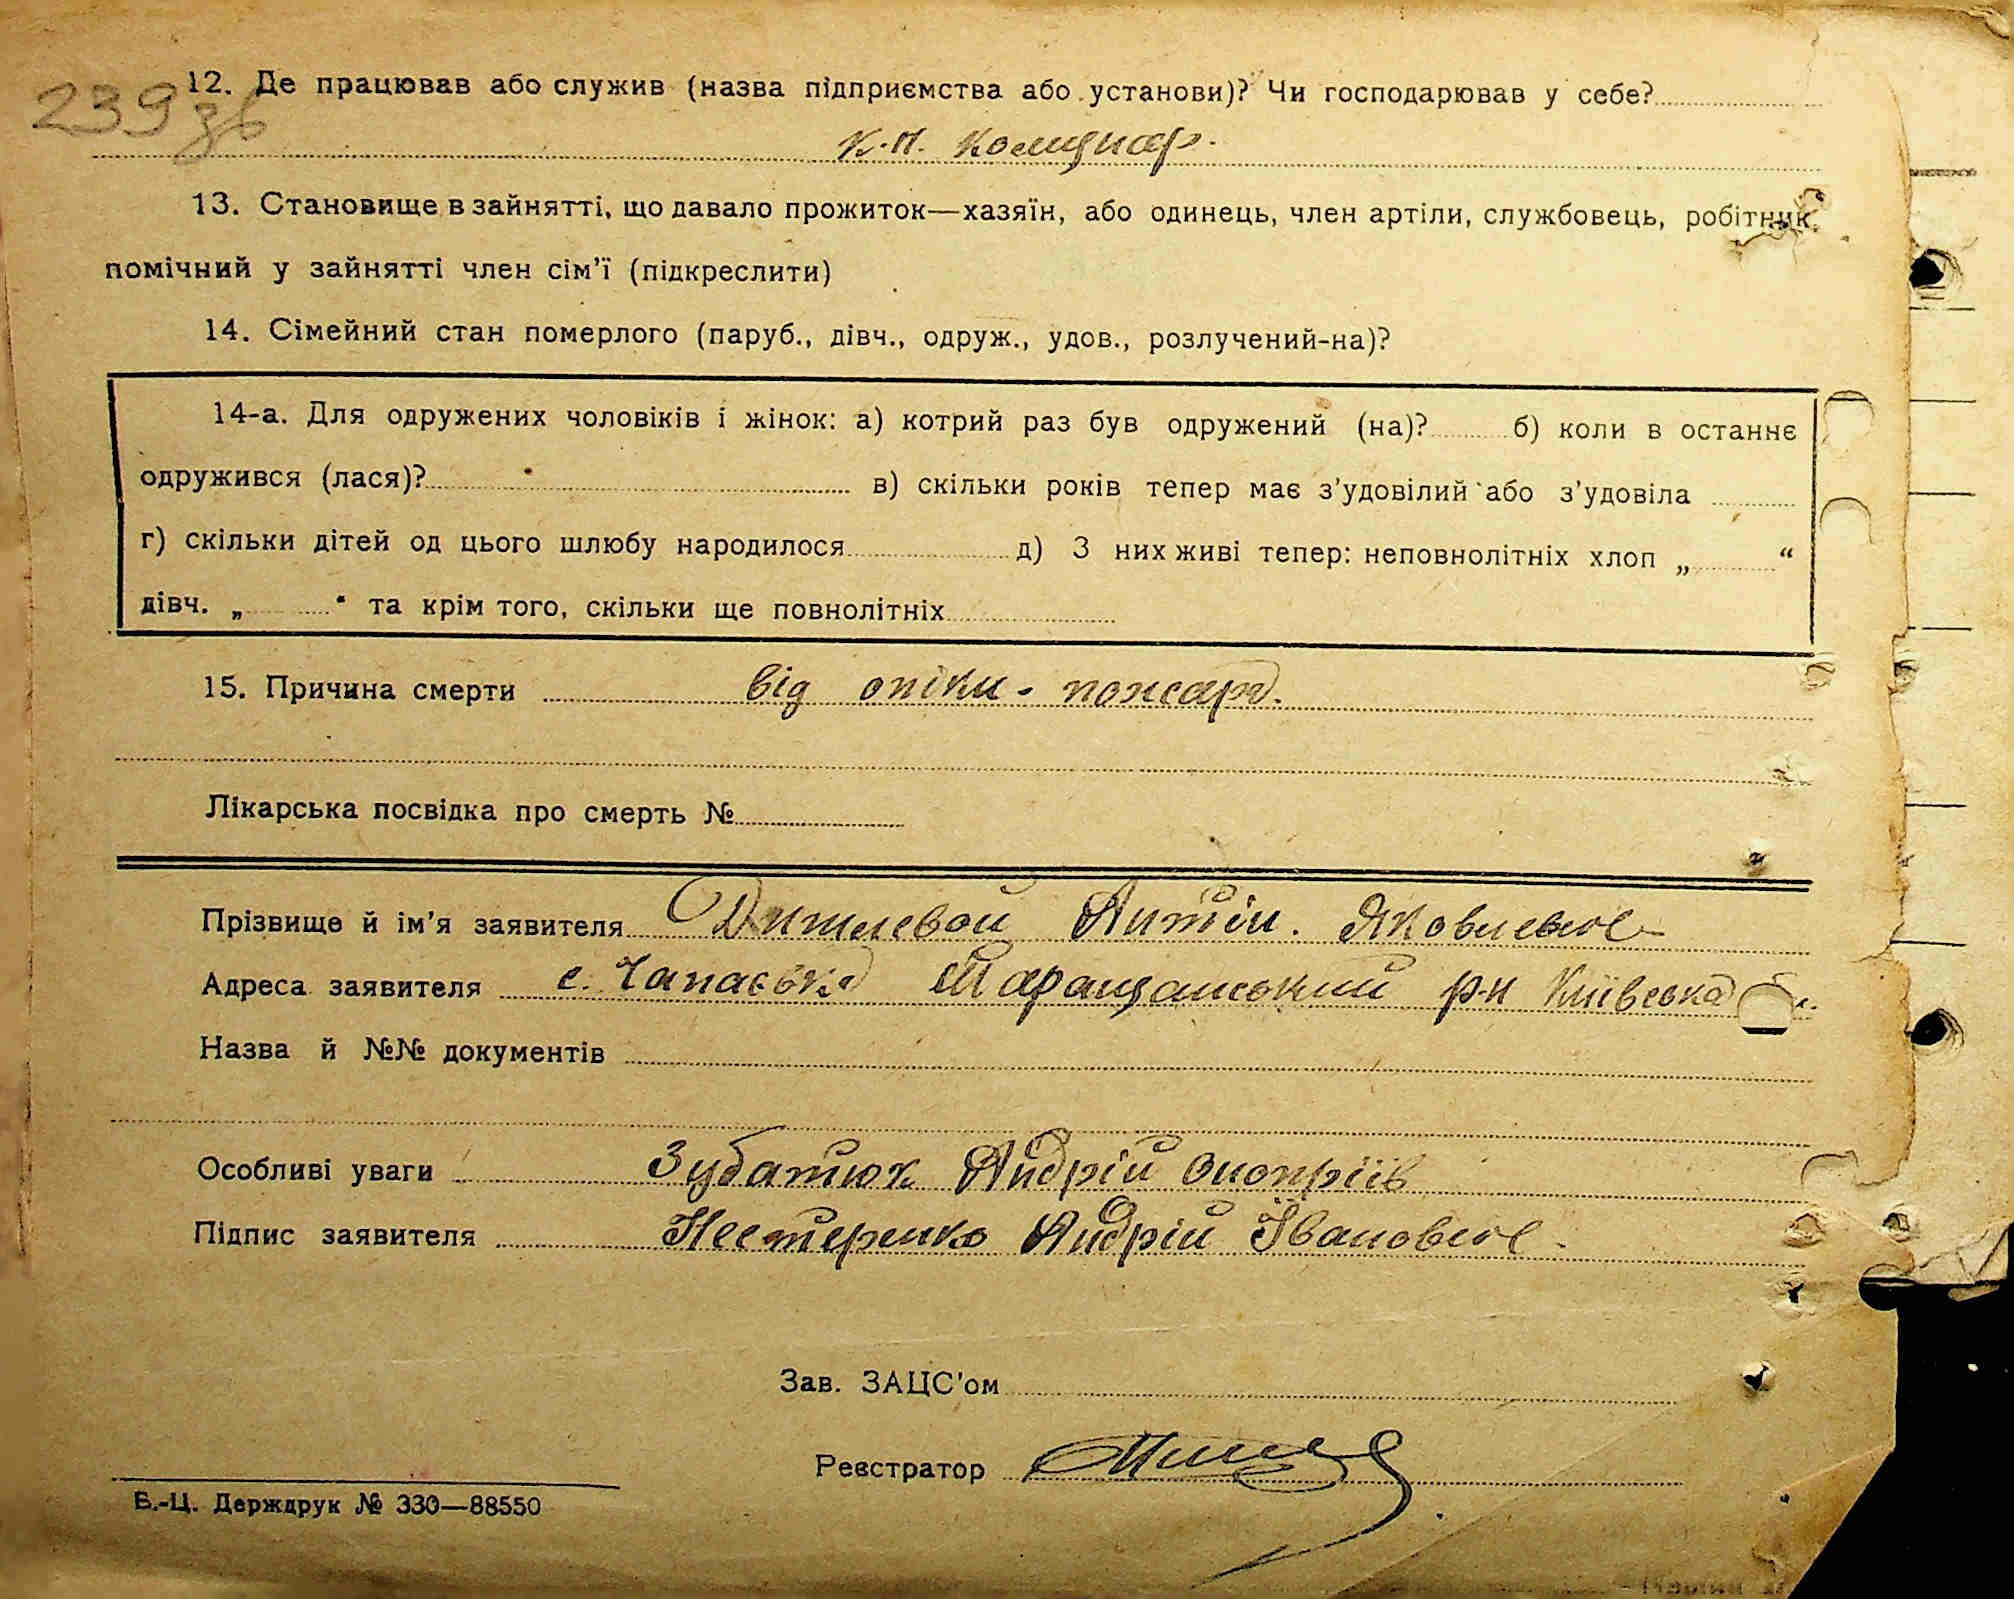 239 зв
12. Де працював або служив (назва підприємства або установи)? Чи господарював у себе?
13. Становище в зайнятті, що давало прожиток—хазяїн, або одинець, член артіли, службовець, робітник,
помічний у зайнятті член сім'ї (підкреслити)
14. Сімейний стан померлого (паруб., дівч., одруж., удов., розлучений-на)?
14-а. Для одружених чоловіків і жінок: а) котрий раз був одружений (на)? б) коли в останнє
одружився (лася)? в) скільки років тепер має з'удовілий або з'удовіла
г) скільки дітей од цього шлюбу народилося д) З них живі тепер: неповнолітніх хлоп „ “
дівч. „ “ та крім того, скільки ще повнолітніх
15. Причина смерти від опіки - пожар
Лікарська посвідка про смерть №
Прізвище й ім'я заявителя Яковлевич
Адреса заявителя с. Чапаєвка Таращанський р-н Київська
Назва й №№ документів
Особливі уваги Зубатюк Андрій Онопріїв
Підпис заявителя Нестеренко Андрій Іванович
Зав. ЗАЦС'ом
Реєстратор
Б.-Ц. Держдрук № 330—88550